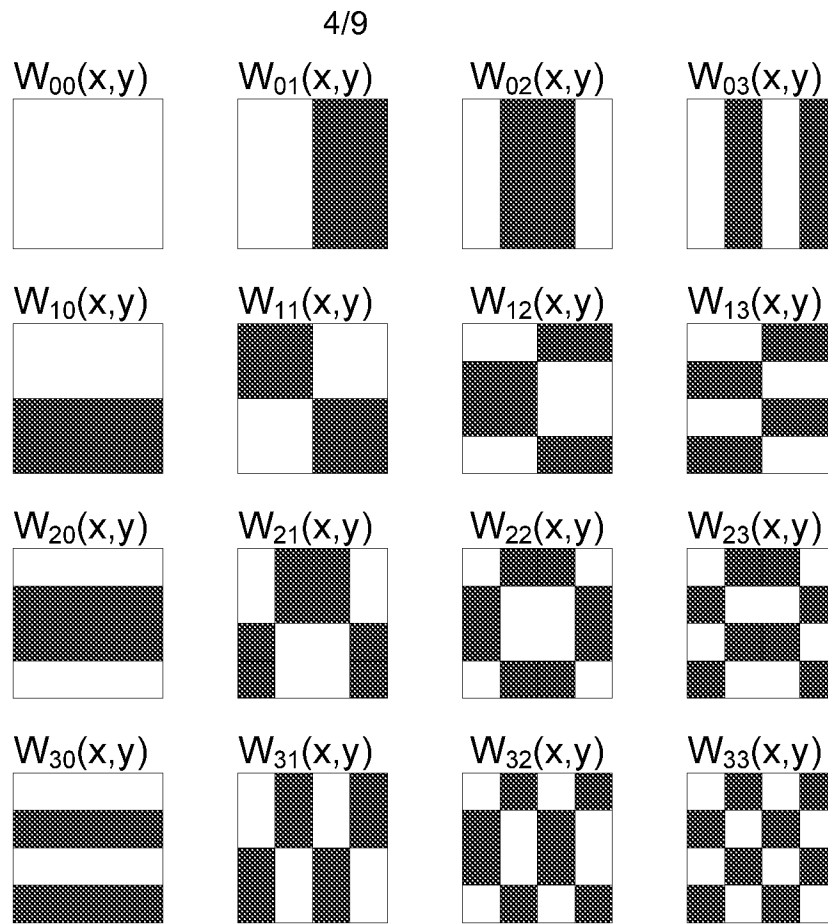 4/9
W₀₀(x,y) W₀₁(x,y) W₀₂(x,y) W₀₃(x,y)
W₁₀(x,y) W₁₁(x,y) W₁₂(x,y) W₁₃(x,y)
W₂₀(x,y) W₂₁(x,y) W₂₂(x,y) W₂₃(x,y)
W₃₀(x,y) W₃₁(x,y) W₃₂(x,y) W₃₃(x,y)